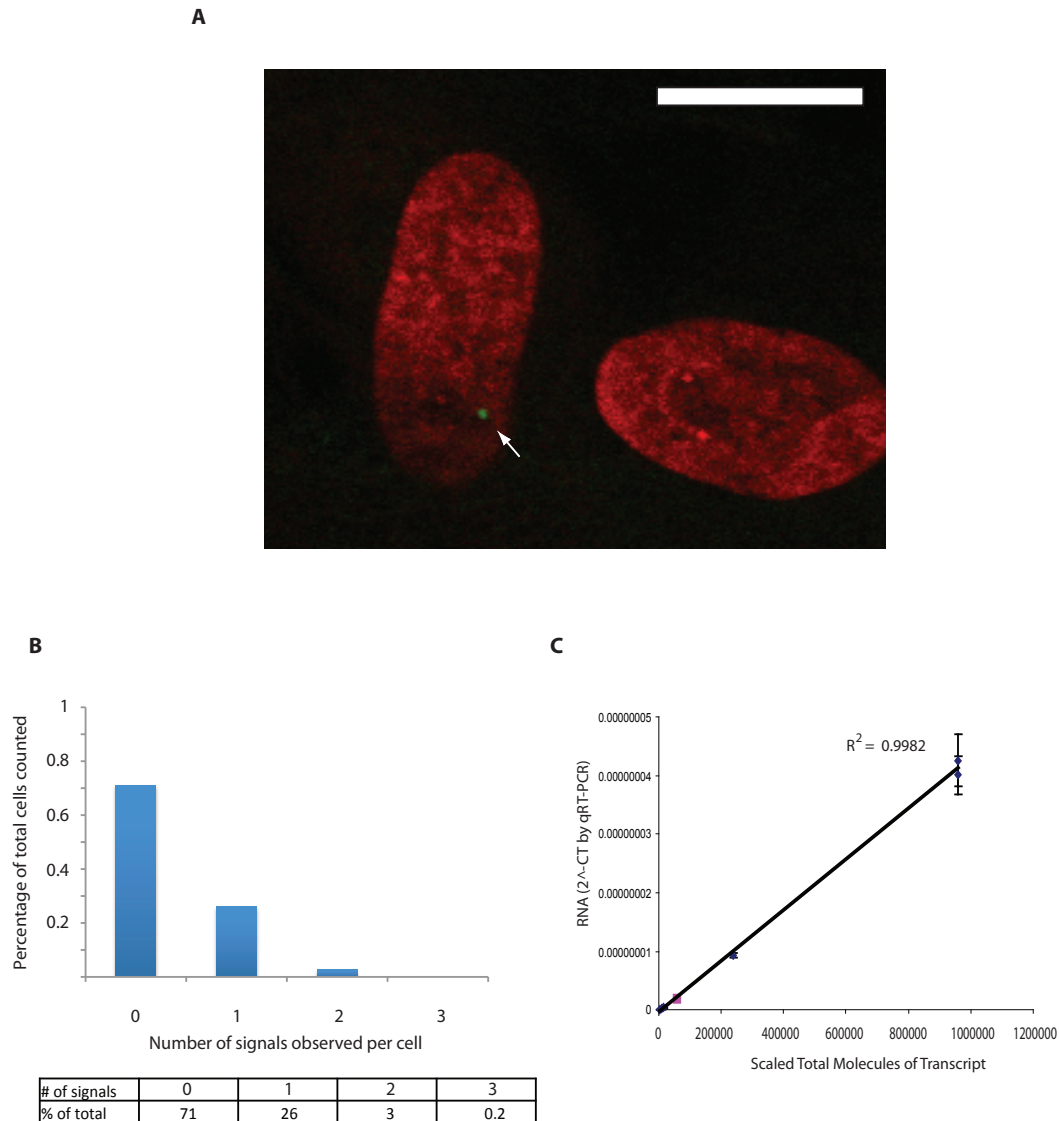 A
B
Percentage of total cells counted
1
0.8
0.6
0.4
0.2
0 1 2 3
Number of signals observed per cell
# of signals 0 1 2 3
% of total 71 26 3 0.2
C
RNA (2^-CT by qRT-PCR)
0.00000005
0.00000004
0.00000003
0.00000002
0.00000001
0
R² = 0.9982
0 200000 400000 600000 800000 1000000 1200000
Scaled Total Molecules of Transcript